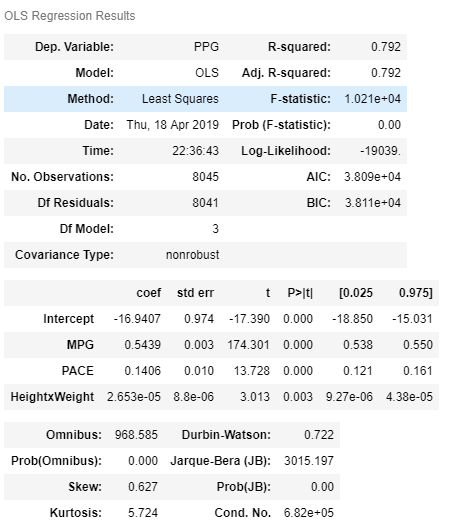 OLS Regression Results
Dep. Variable: PPG R-squared: 0.792
Model: OLS Adj. R-squared: 0.792
Method: Least Squares F-statistic: 1.021e+04
Date: Thu, 18 Apr 2019 Prob (F-statistic): 0.00
Time: 22:36:43 Log-Likelihood: -19039.
No. Observations: 8045 AIC: 3.809e+04
Df Residuals: 8041 BIC: 3.811e+04
Df Model: 3
Covariance Type: nonrobust
coef std err t P>|t| [0.025 0.975]
Intercept -16.9407 0.974 -17.390 0.000 -18.850 -15.031
MPG 0.5439 0.003 174.301 0.000 0.538 0.550
PACE 0.1406 0.010 13.728 0.000 0.121 0.161
HeightxWeight 2.653e-05 8.8e-06 3.013 0.003 9.27e-06 4.38e-05
Omnibus: 968.585 Durbin-Watson: 0.722
Prob(Omnibus): 0.000 Jarque-Bera (JB): 3015.197
Skew: 0.627 Prob(JB): 0.00
Kurtosis: 5.724 Cond. No. 6.82e+05